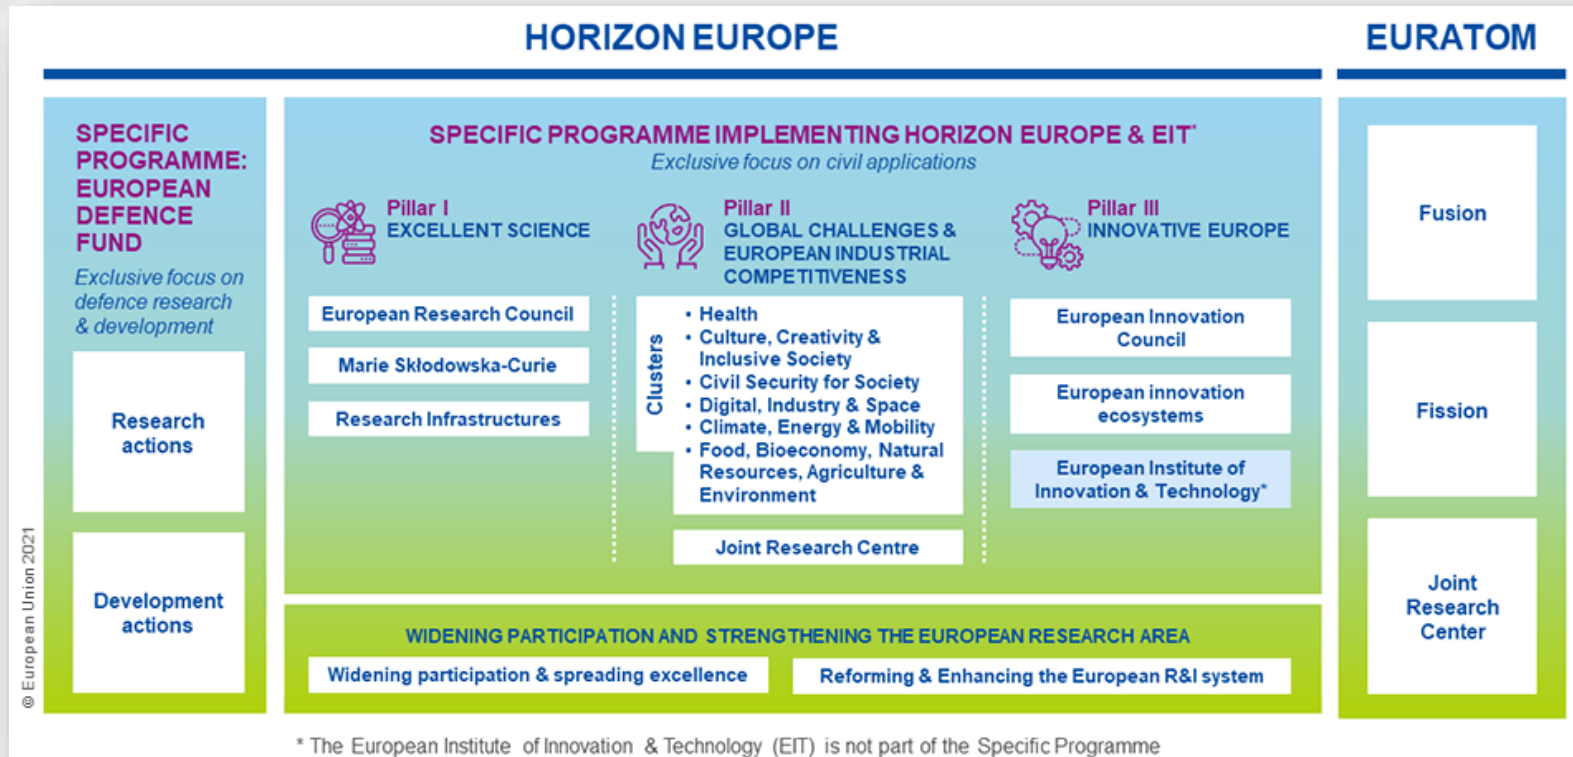 HORIZON EUROPE
EURATOM
SPECIFIC
PROGRAMME:
EUROPEAN
DEFENCE
FUND
Exclusive focus on
defence research
& development
Research
actions
Development
actions
SPECIFIC PROGRAMME IMPLEMENTING HORIZON EUROPE & EIT*
Exclusive focus on civil applications
Pillar I
EXCELLENT SCIENCE
European Research Council
Marie Skłodowska-Curie
Research Infrastructures
Pillar II
GLOBAL CHALLENGES &
EUROPEAN INDUSTRIAL
COMPETITIVENESS
Clusters
• Health
• Culture, Creativity &
Inclusive Society
• Civil Security for Society
• Digital, Industry & Space
• Climate, Energy & Mobility
• Food, Bioeconomy, Natural
Resources, Agriculture &
Environment
Joint Research Centre
Pillar III
INNOVATIVE EUROPE
European Innovation
Council
European innovation
ecosystems
European Institute of
Innovation & Technology*
WIDENING PARTICIPATION AND STRENGTHENING THE EUROPEAN RESEARCH AREA
Widening participation & spreading excellence
Reforming & Enhancing the European R&I system
Fusion
Fission
Joint
Research
Center
© European Union 2021
* The European Institute of Innovation & Technology (EIT) is not part of the Specific Programme